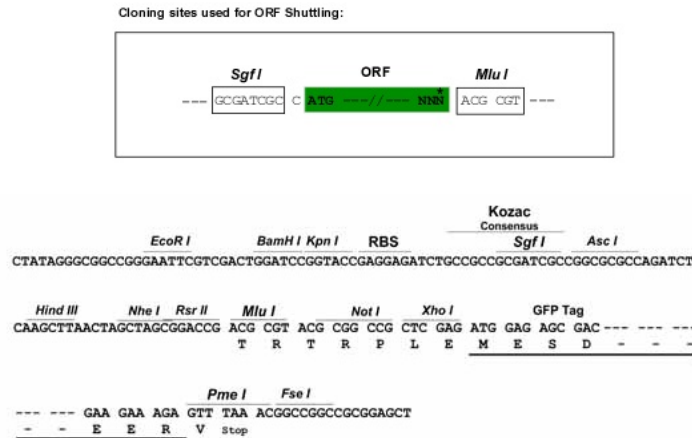 Cloning sites used for ORF Shuttling:
Sgf I ORF Mlu I
--- GCGATCGC C ATG ---//--- NNN* ACG CGT ---
Kozac
Consensus
EcoR I BamH I Kpn I RBS Sgf I Asc I
CTATAGGGCGGCCGGGAATTCGTCGACTGGATCCGGTACCGAGGAGATCTGCCGCCGCGATCGCCGGCGCGCCAGATCT
Hind III Nhe I Rsr II Mlu I Not I Xho I GFP Tag
CAAGCTTAACTAGCTAGCGGACCG ACG CGT ACG CGG CCG CTC GAG ATG GAG AGC GAC--- --- ---
T R T R P L E M E S D - - -
Pme I Fse I
--- --- GAA GAA AGA GTT TAA ACGGCCGGCCGCGGAGCT
- - E E R V Stop